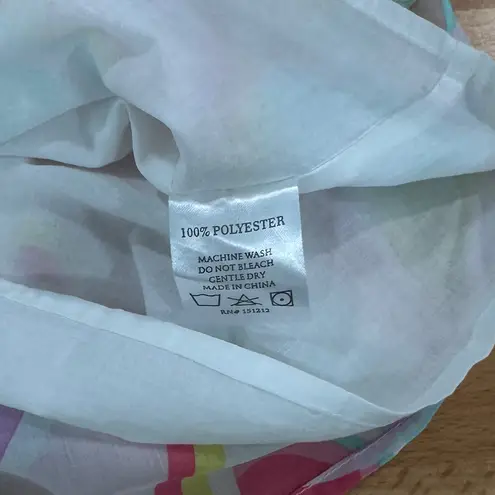 100% POLYESTER
MACHINE WASH
DO NOT BLEACH
GENTLE DRY
MADE IN CHINA
RN# 151212